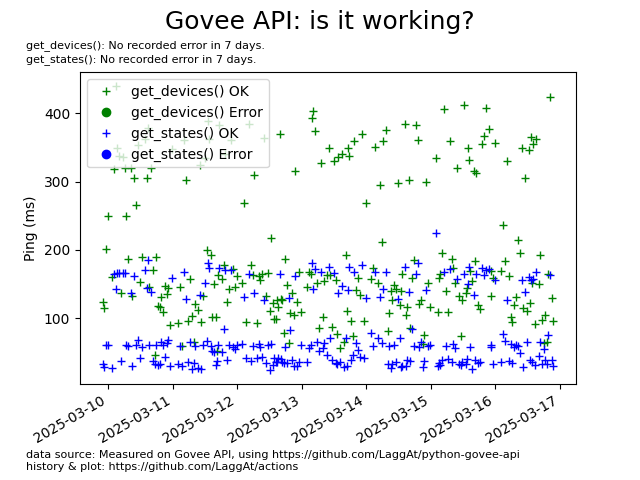 Govee API: is it working?
get_devices(): No recorded error in 7 days.
get_states(): No recorded error in 7 days.
get_devices() OK
get_devices() Error
get_states() OK
get_states() Error
Ping (ms)
400
300
200
100
2025-03-10
2025-03-11
2025-03-12
2025-03-13
2025-03-14
2025-03-15
2025-03-16
2025-03-17
data source: Measured on Govee API, using https://github.com/LaggAt/python-govee-api
history & plot: https://github.com/LaggAt/actions